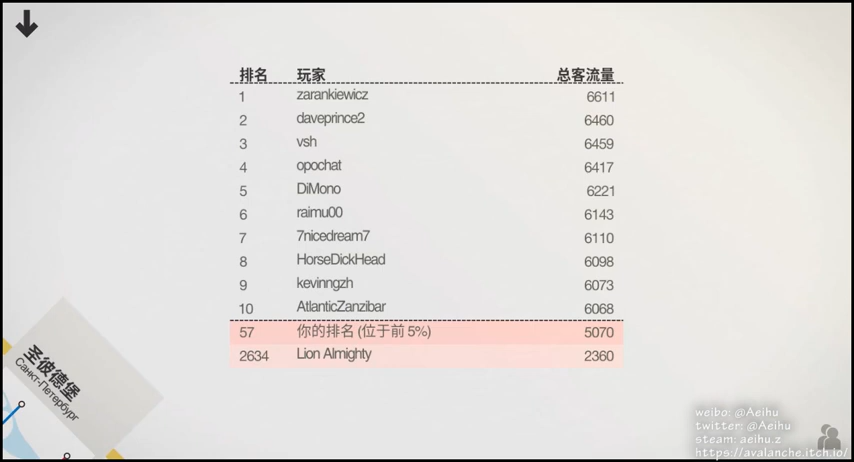 排名 玩家 总客流量
1 zarankiewicz 6611
2 daveprince2 6460
3 vsh 6459
4 opochat 6417
5 DiMono 6221
6 raimu00 6143
7 7nicedream7 6110
8 HorseDickHead 6098
9 kevinngzh 6073
10 AtlanticZanzibar 6068
57 你的排名 (位于前 5%) 5070
2634 Lion Almighty 2360
圣彼德堡
Санкт-Петербург
weibo: @Aeihu
twitter: @Aeihu
steam: aeihu.z
https://avalanche.itch.io/